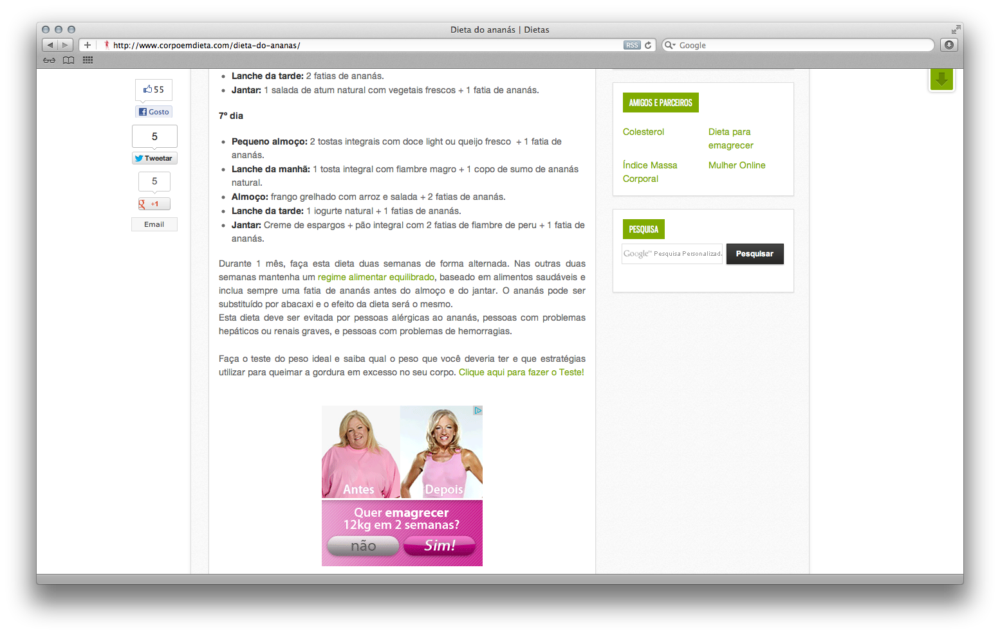 Dieta do ananás | Dietas
http://www.corpoemdieta.com/dieta-do-ananas/
RSS
Google
55
Gosto
5
Tweetar
5
+1
Email
Lanche da tarde: 2 fatias de ananás.
Jantar: 1 salada de atum natural com vegetais frescos + 1 fatia de ananás.
7º dia
Pequeno almoço: 2 tostas integrais com doce light ou queijo fresco + 1 fatia de
ananás.
Lanche da manhã: 1 tosta integral com fiambre magro + 1 copo de sumo de ananás
natural.
Almoço: frango grelhado com arroz e salada + 2 fatias de ananás.
Lanche da tarde: 1 iogurte natural + 1 fatias de ananás.
Jantar: Creme de espargos + pão integral com 2 fatias de fiambre de peru + 1 fatia de
ananás.
Durante 1 mês, faça esta dieta duas semanas de forma alternada. Nas outras duas
semanas mantenha um regime alimentar equilibrado, baseado em alimentos saudáveis e
inclua sempre uma fatia de ananás antes do almoço e do jantar. O ananás pode ser
substituído por abacaxi e o efeito da dieta será o mesmo.
Esta dieta deve ser evitada por pessoas alérgicas ao ananás, pessoas com problemas
hepáticos ou renais graves, e pessoas com problemas de hemorragias.
Faça o teste do peso ideal e saiba qual o peso que você deveria ter e que estratégias
utilizar para queimar a gordura em excesso no seu corpo. Clique aqui para fazer o Teste!
Antes
Depois
Quer emagrecer
12kg em 2 semanas?
não
Sim!
AMIGOS E PARCEIROS
Colesterol
Dieta para
emagrecer
Índice Massa
Corporal
Mulher Online
PESQUISA
Google™ Pesquisa Personalizad
Pesquisar